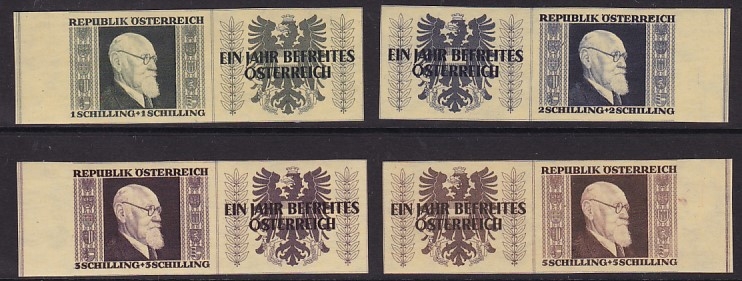 REPUBLIK ÖSTERREICH
1 SCHILLING+1 SCHILLING
EIN JAHR BEFREITES
ÖSTERREICH
EIN JAHR BEFREITES
ÖSTERREICH
REPUBLIK ÖSTERREICH
2 SCHILLING+2 SCHILLING
REPUBLIK ÖSTERREICH
3 SCHILLING+3 SCHILLING
EIN JAHR BEFREITES
ÖSTERREICH
EIN JAHR BEFREITES
ÖSTERREICH
REPUBLIK ÖSTERREICH
5 SCHILLING+5 SCHILLING